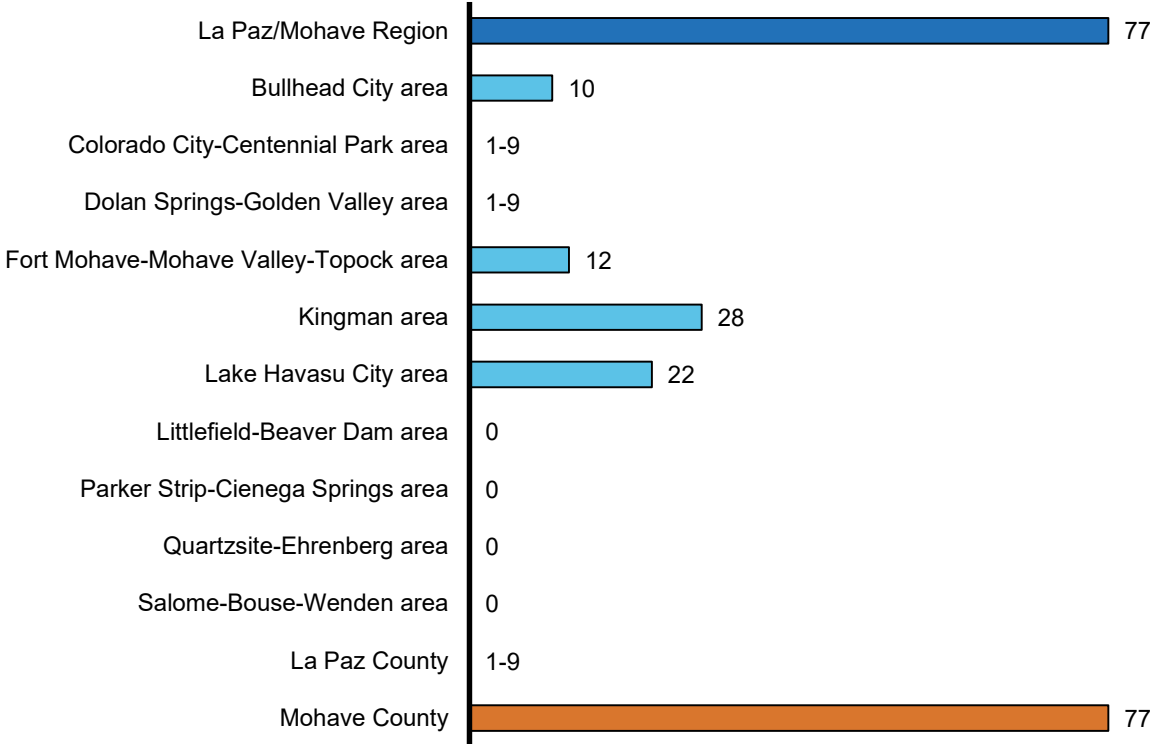 La Paz/Mohave Region 77
Bullhead City area 10
Colorado City-Centennial Park area 1-9
Dolan Springs-Golden Valley area 1-9
Fort Mohave-Mohave Valley-Topock area 12
Kingman area 28
Lake Havasu City area 22
Littlefield-Beaver Dam area 0
Parker Strip-Cienega Springs area 0
Quartzsite-Ehrenberg area 0
Salome-Bouse-Wenden area 0
La Paz County 1-9
Mohave County 77